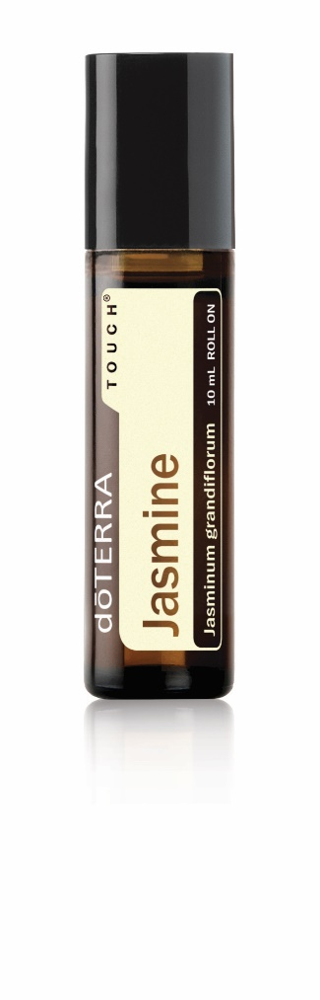 dōTERRA
TOUCH®
Jasmine
Jasminum grandiflorum 10 mL ROLL ON